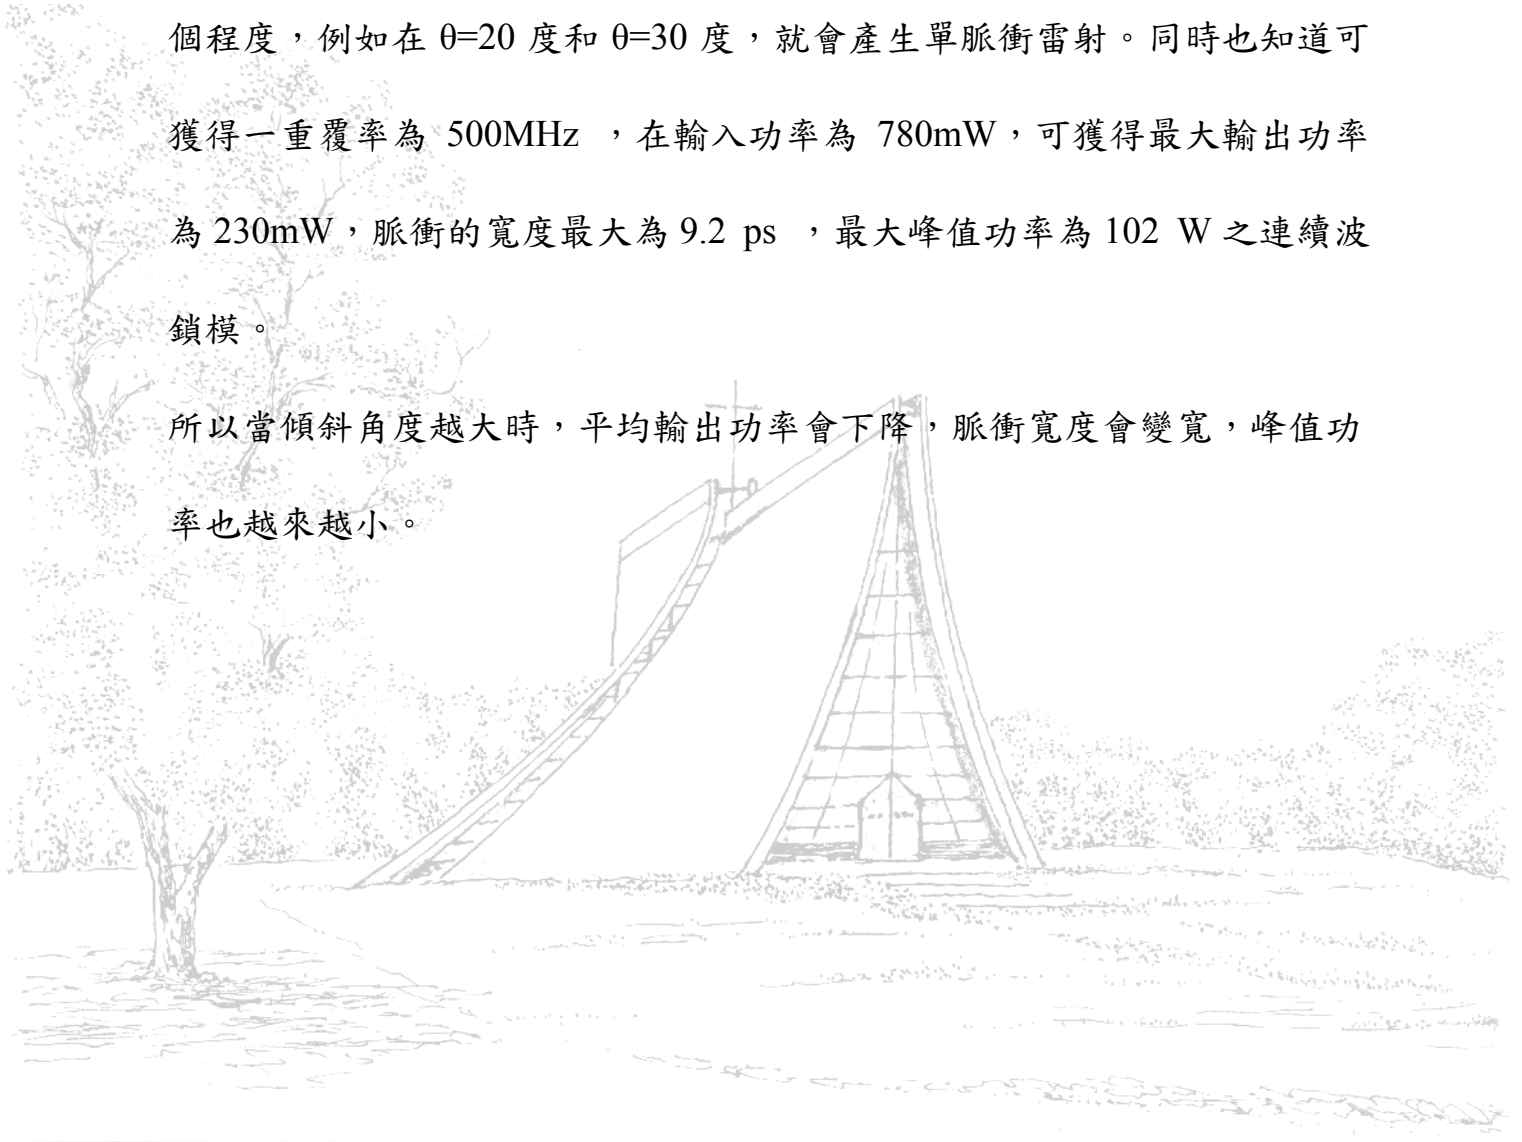 個程度，例如在 θ=20 度和 θ=30 度，就會產生單脈衝雷射。同時也知道可
獲得一重覆率為 500MHz ，在輸入功率為 780mW，可獲得最大輸出功率
為 230mW，脈衝的寬度最大為 9.2 ps ，最大峰值功率為 102 W 之連續波
鎖模。
所以當傾斜角度越大時，平均輸出功率會下降，脈衝寬度會變寬，峰值功
率也越來越小。